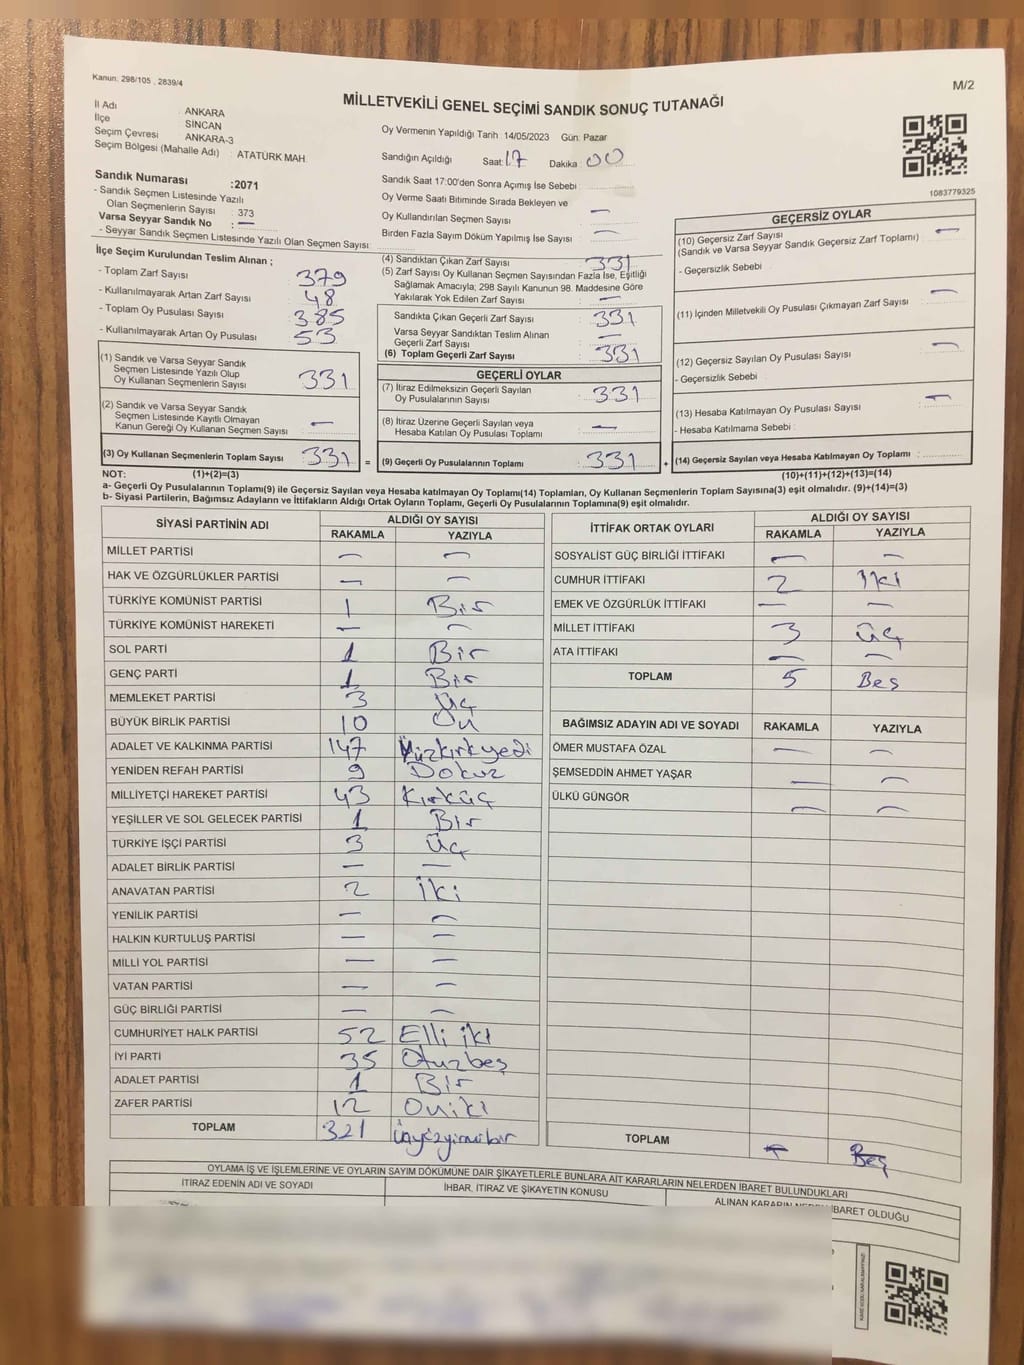 Kanun, 298/105 , 2839/4
M/2
MİLLETVEKİLİ GENEL SEÇİMİ SANDIK SONUÇ TUTANAĞI
İl Adı ANKARA
İlçe SİNCAN
Seçim Çevresi ANKARA-3
Seçim Bölgesi (Mahalle Adı) : ATATÜRK MAH.
Oy Vermenin Yapıldığı Tarih : 14/05/2023 Gün: Pazar
Sandığın Açıldığı Saat: 17 Dakika : 00
Sandık Saat 17:00'den Sonra Açımış İse Sebebi :
Oy Verme Saati Bitiminde Sırada Bekleyen ve
Oy Kullandırılan Seçmen Sayısı : —
Birden Fazla Sayım Döküm Yapılmış İse Sayısı : —
1083779325
Sandık Numarası :2071
- Sandık Seçmen Listesinde Yazılı
Olan Seçmenlerin Sayısı : 373
Varsa Seyyar Sandık No : —
- Seyyar Sandık Seçmen Listesinde Yazılı Olan Seçmen Sayısı:
İlçe Seçim Kurulundan Teslim Alınan ;
- Toplam Zarf Sayısı : 379
- Kullanılmayarak Artan Zarf Sayısı : 48
- Toplam Oy Pusulası Sayısı : 385
- Kullanılmayarak Artan Oy Pusulası : 53
(1) Sandık ve Varsa Seyyar Sandık
Seçmen Listesinde Yazılı Olup
Oy Kullanan Seçmenlerin Sayısı : 331
(2) Sandık ve Varsa Seyyar Sandık
Seçmen Listesinde Kayıtlı Olmayan
Kanun Gereği Oy Kullanan Seçmen Sayısı : —
(3) Oy Kullanan Seçmenlerin Toplam Sayısı : 331 =
(4) Sandıktan Çıkan Zarf Sayısı : 331
(5) Zarf Sayısı Oy Kullanan Seçmen Sayısından Fazla İse, Eşitliği
Sağlamak Amacıyla; 298 Sayılı Kanunun 98. Maddesine Göre
Yakılarak Yok Edilen Zarf Sayısı : —
Sandıkta Çıkan Geçerli Zarf Sayısı : 331
Varsa Seyyar Sandıktan Teslim Alınan
Geçerli Zarf Sayısı : —
(6) Toplam Geçerli Zarf Sayısı : 331
GEÇERLİ OYLAR
(7) İtiraz Edilmeksizin Geçerli Sayılan
Oy Pusulalarının Sayısı : 331
(8) İtiraz Üzerine Geçerli Sayılan veya
Hesaba Katılan Oy Pusulası Toplamı : —
(9) Geçerli Oy Pusulalarının Toplamı : 331 +
GEÇERSİZ OYLAR
(10) Geçersiz Zarf Sayısı
(Sandık ve Varsa Seyyar Sandık Geçersiz Zarf Toplamı) : —
- Geçersizlik Sebebi :
(11) İçinden Milletvekili Oy Pusulası Çıkmayan Zarf Sayısı : —
(12) Geçersiz Sayılan Oy Pusulası Sayısı : —
- Geçersizlik Sebebi :
(13) Hesaba Katılmayan Oy Pusulası Sayısı : —
- Hesaba Katılmama Sebebi :
(14) Geçersiz Sayılan veya Hesaba Katılmayan Oy Toplamı :
NOT: (1)+(2)=(3) (10)+(11)+(12)+(13)=(14)
a- Geçerli Oy Pusulalarının Toplamı(9) ile Geçersiz Sayılan veya Hesaba katılmayan Oy Toplamı(14) Toplamları, Oy Kullanan Seçmenlerin Toplam Sayısına(3) eşit olmalıdır. (9)+(14)=(3)
b- Siyasi Partilerin, Bağımsız Adayların ve İttifakların Aldığı Ortak Oyların Toplamı, Geçerli Oy Pusulalarının Toplamına(9) eşit olmalıdır.
SİYASİ PARTİNİN ADI ALDIĞI OY SAYISI
RAKAMLA YAZIYLA
MİLLET PARTİSİ — —
HAK VE ÖZGÜRLÜKLER PARTİSİ — —
TÜRKİYE KOMÜNİST PARTİSİ 1 Bir
TÜRKİYE KOMÜNİST HAREKETİ — —
SOL PARTİ 1 Bir
GENÇ PARTİ 1 Bir
MEMLEKET PARTİSİ 3 Üç
BÜYÜK BİRLİK PARTİSİ 10 On
ADALET VE KALKINMA PARTİSİ 147 Yüzkırkyedi
YENİDEN REFAH PARTİSİ 9 Dokuz
MİLLİYETÇİ HAREKET PARTİSİ 43 Kırküç
YEŞİLLER VE SOL GELECEK PARTİSİ 1 Bir
TÜRKİYE İŞÇİ PARTİSİ 3 Üç
ADALET BİRLİK PARTİSİ — —
ANAVATAN PARTİSİ 2 İki
YENİLİK PARTİSİ — —
HALKIN KURTULUŞ PARTİSİ — —
MİLLİ YOL PARTİSİ — —
VATAN PARTİSİ — —
GÜÇ BİRLİĞİ PARTİSİ — —
CUMHURİYET HALK PARTİSİ 52 Elli iki
İYİ PARTİ 35 Otuzbeş
ADALET PARTİSİ 1 Bir
ZAFER PARTİSİ 12 Oniki
TOPLAM 321 Üçyüzyirmibir
İTTİFAK ORTAK OYLARI ALDIĞI OY SAYISI
RAKAMLA YAZIYLA
SOSYALİST GÜÇ BİRLİĞİ İTTİFAKI — —
CUMHUR İTTİFAKI 2 İki
EMEK VE ÖZGÜRLÜK İTTİFAKI — —
MİLLET İTTİFAKI 3 Üç
ATA İTTİFAKI — —
TOPLAM 5 Beş
BAĞIMSIZ ADAYIN ADI VE SOYADI RAKAMLA YAZIYLA
ÖMER MUSTAFA ÖZAL — —
ŞEMSEDDİN AHMET YAŞAR — —
ÜLKÜ GÜNGÖR — —
TOPLAM Beş
OYLAMA İŞ VE İŞLEMLERİNE VE OYLARIN SAYIM DÖKÜMÜNE DAİR ŞİKAYETLERLE BUNLARA AİT KARARLARIN NELERDEN İBARET BULUNDUKLARI
İTİRAZ EDENİN ADI VE SOYADI İHBAR, İTİRAZ VE ŞİKAYETİN KONUSU ALINAN KARARIN NEDEN İBARET OLDUĞU